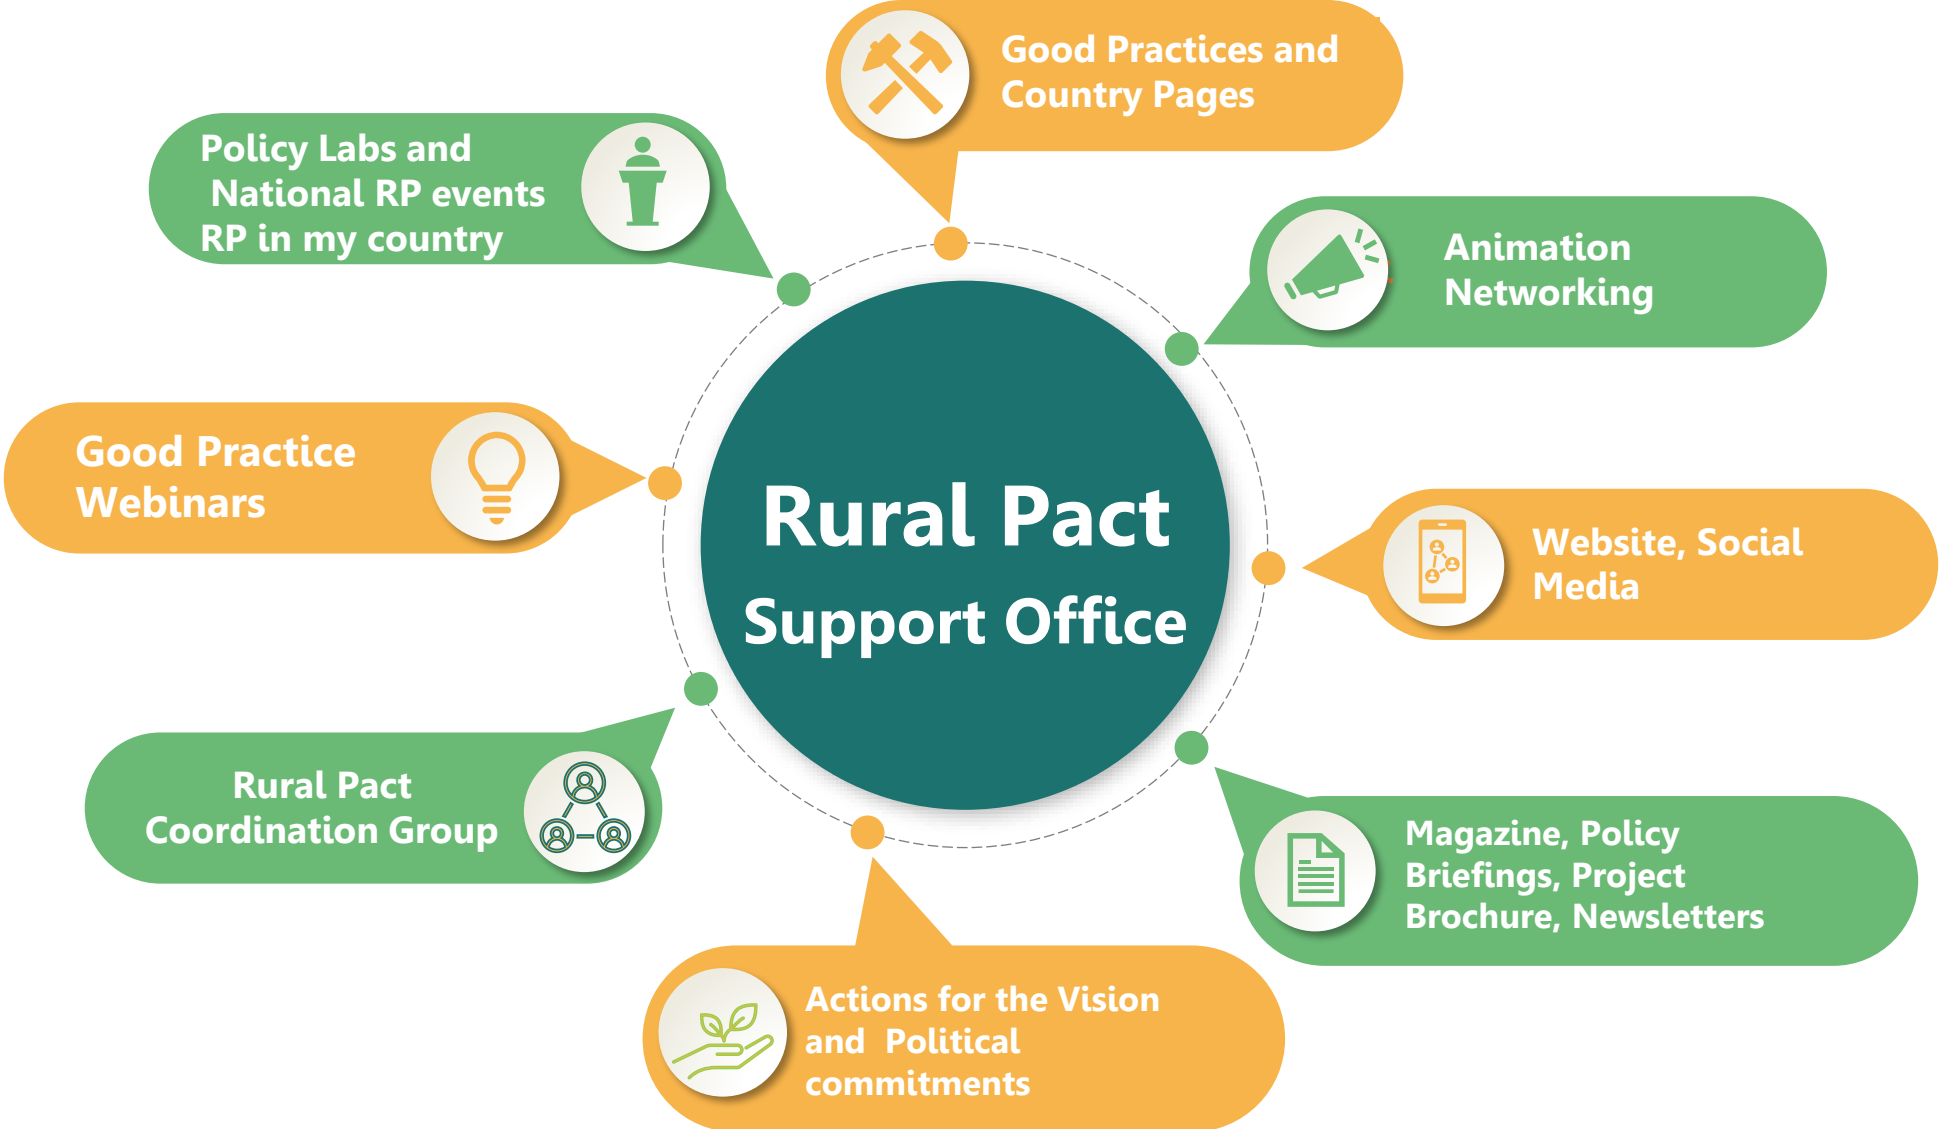 Good Practices and
Country Pages
Policy Labs and
National RP events
RP in my country
Animation
Networking
Good Practice
Webinars
Rural Pact
Support Office
Website, Social
Media
Rural Pact
Coordination Group
Magazine, Policy
Briefings, Project
Brochure, Newsletters
Actions for the Vision
and Political
commitments